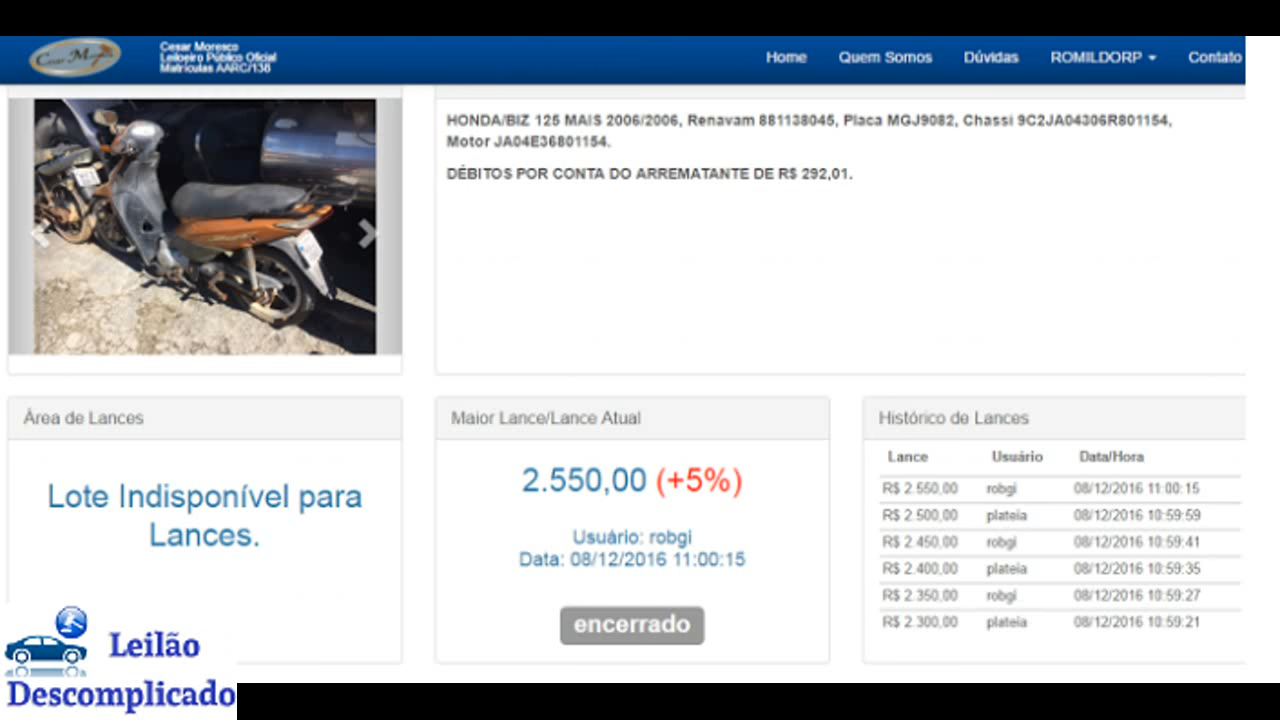 Cesar Moresco
Leiloeiro Público Oficial
Matrículas AARC/138
Home Quem Somos Dúvidas ROMILDORP Contato
HONDA/BIZ 125 MAIS 2006/2006, Renavam 881138045, Placa MGJ9082, Chassi 9C2JA04306R801154,
Motor JA04E36801154.
DÉBITOS POR CONTA DO ARREMATANTE DE R$ 292,01.
Área de Lances
Lote Indisponível para
Lances.
Maior Lance/Lance Atual
2.550,00 (+5%)
Usuário: robgi
Data: 08/12/2016 11:00:15
encerrado
Histórico de Lances
Lance Usuário Data/Hora
R$ 2.550,00 robgi 08/12/2016 11:00:15
R$ 2.500,00 plateia 08/12/2016 10:59:59
R$ 2.450,00 robgi 08/12/2016 10:59:41
R$ 2.400,00 plateia 08/12/2016 10:59:35
R$ 2.350,00 robgi 08/12/2016 10:59:27
R$ 2.300,00 plateia 08/12/2016 10:59:21
Leilão
Descomplicado